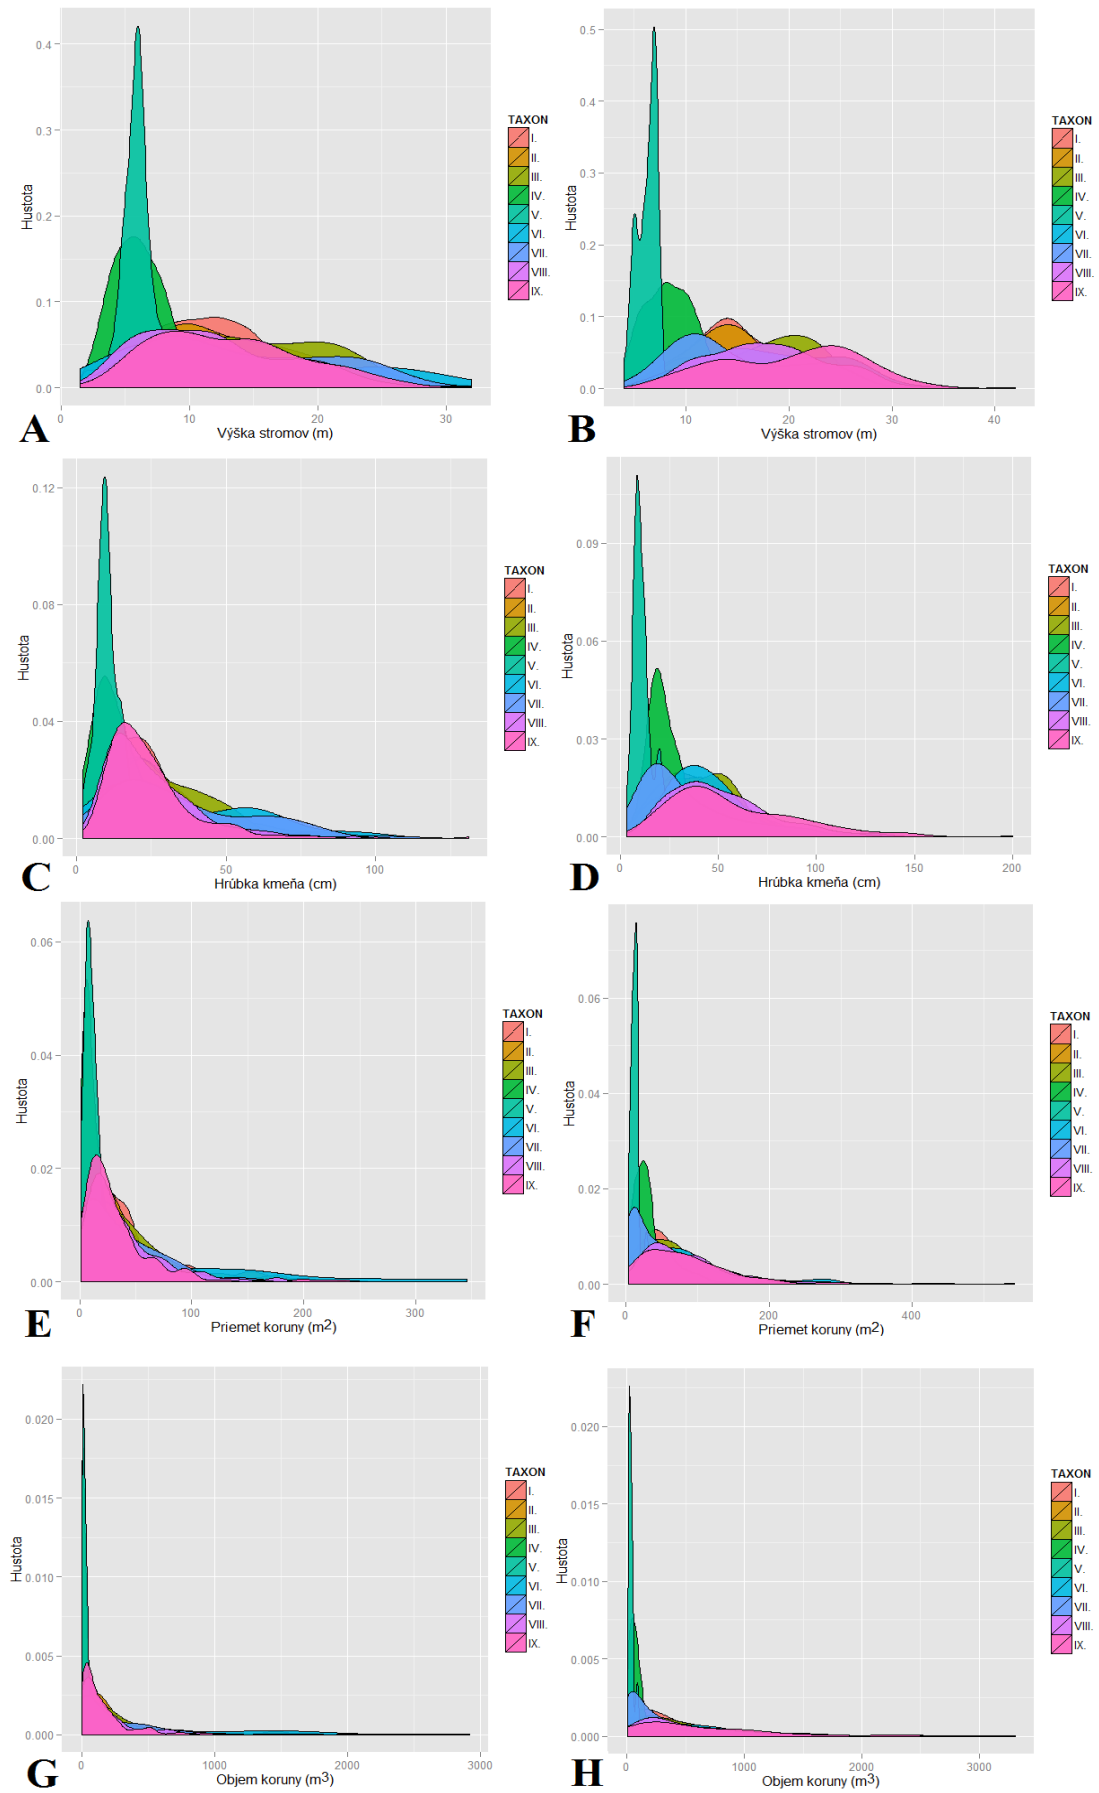 0.4
0.3
0.2
0.1
0.0
Hustota
0 10 20 30
Výška stromov (m)
A
TAXON
I.
II.
III.
IV.
V.
VI.
VII.
VIII.
IX.
0.5
0.4
0.3
0.2
0.1
0.0
Hustota
10 20 30 40
Výška stromov (m)
B
TAXON
I.
II.
III.
IV.
V.
VI.
VII.
VIII.
IX.
0.12
0.08
0.04
0.00
Hustota
0 50 100
Hrúbka kmeňa (cm)
C
TAXON
I.
II.
III.
IV.
V.
VI.
VII.
VIII.
IX.
0.09
0.06
0.03
0.00
Hustota
0 50 100 150 200
Hrúbka kmeňa (cm)
D
TAXON
I.
II.
III.
IV.
V.
VI.
VII.
VIII.
IX.
0.06
0.04
0.02
0.00
Hustota
0 100 200 300
Priemet koruny (m2)
E
TAXON
I.
II.
III.
IV.
V.
VI.
VII.
VIII.
IX.
0.06
0.04
0.02
0.00
Hustota
0 200 400
Priemet koruny (m2)
F
TAXON
I.
II.
III.
IV.
V.
VI.
VII.
VIII.
IX.
0.020
0.015
0.010
0.005
0.000
Hustota
0 1000 2000 3000
Objem koruny (m3)
G
TAXON
I.
II.
III.
IV.
V.
VI.
VII.
VIII.
IX.
0.020
0.015
0.010
0.005
0.000
Hustota
0 1000 2000 3000
Objem koruny (m3)
H
TAXON
I.
II.
III.
IV.
V.
VI.
VII.
VIII.
IX.